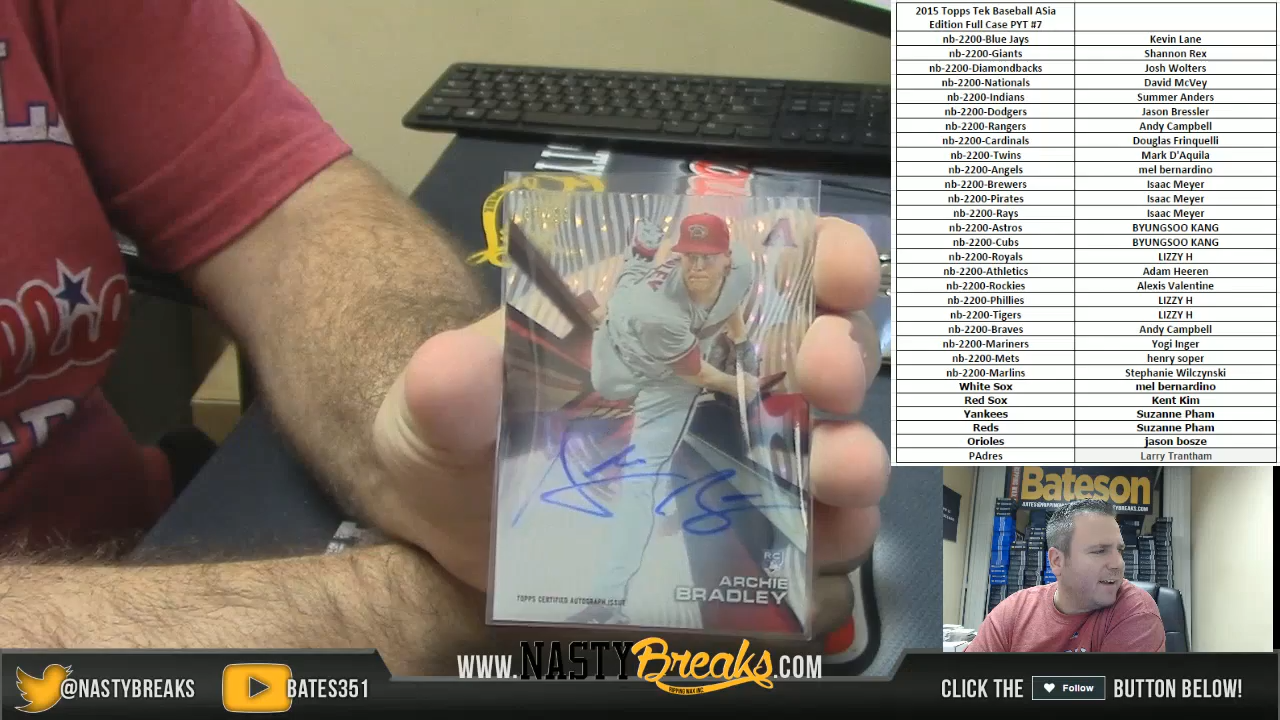 2015 Topps Tek Baseball ASia
Edition Full Case PYT #7
nb-2200-Blue Jays Kevin Lane
nb-2200-Giants Shannon Rex
nb-2200-Diamondbacks Josh Wolters
nb-2200-Nationals David McVey
nb-2200-Indians Summer Anders
nb-2200-Dodgers Jason Bressler
nb-2200-Rangers Andy Campbell
nb-2200-Cardinals Douglas Frinquelli
nb-2200-Twins Mark D'Aquila
nb-2200-Angels mel bernardino
nb-2200-Brewers Isaac Meyer
nb-2200-Pirates Isaac Meyer
nb-2200-Rays Isaac Meyer
nb-2200-Astros BYUNGSOO KANG
nb-2200-Cubs BYUNGSOO KANG
nb-2200-Royals LIZZY H
nb-2200-Athletics Adam Heeren
nb-2200-Rockies Alexis Valentine
nb-2200-Phillies LIZZY H
nb-2200-Tigers LIZZY H
nb-2200-Braves Andy Campbell
nb-2200-Mariners Yogi Inger
nb-2200-Mets henry soper
nb-2200-Marlins Stephanie Wilczynski
White Sox mel bernardino
Red Sox Kent Kim
Yankees Suzanne Pham
Reds Suzanne Pham
Orioles jason bosze
PAdres Larry Trantham
RC
ARCHIE
BRADLEY
TOPPS CERTIFIED AUTOGRAPH ISSUE
Bateson
WWW.NASTYBreaks.COM
RIPPING WAX INC.
@NASTYBREAKS
BATES351
CLICK THE Follow BUTTON BELOW!